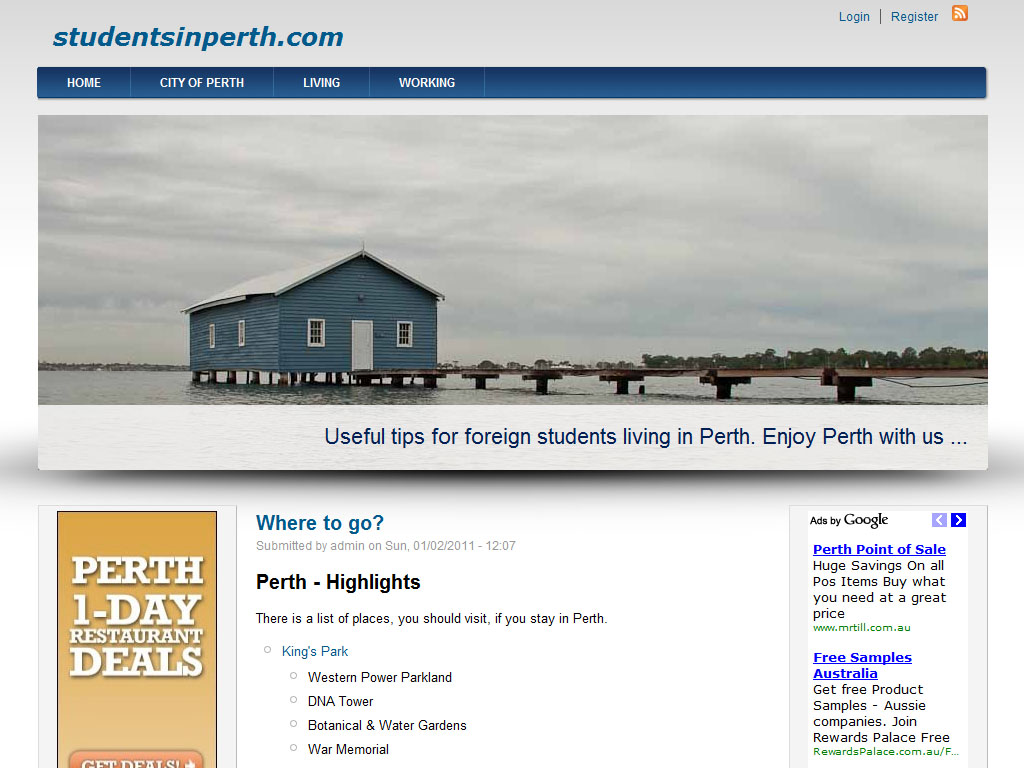 Login
Register
studentsinperth.com
HOME
CITY OF PERTH
LIVING
WORKING
Useful tips for foreign students living in Perth. Enjoy Perth with us ...
PERTH
1-DAY
RESTAURANT
DEALS
GET DEALS!
Where to go?
Submitted by admin on Sun, 01/02/2011 - 12:07
Perth - Highlights
There is a list of places, you should visit, if you stay in Perth.
King's Park
Western Power Parkland
DNA Tower
Botanical & Water Gardens
War Memorial
Ads by Google
Perth Point of Sale
Huge Savings On all
Pos Items Buy what
you need at a great
price
www.mrtill.com.au
Free Samples
Australia
Get free Product
Samples - Aussie
companies. Join
Rewards Palace Free
RewardsPalace.com.au/F...